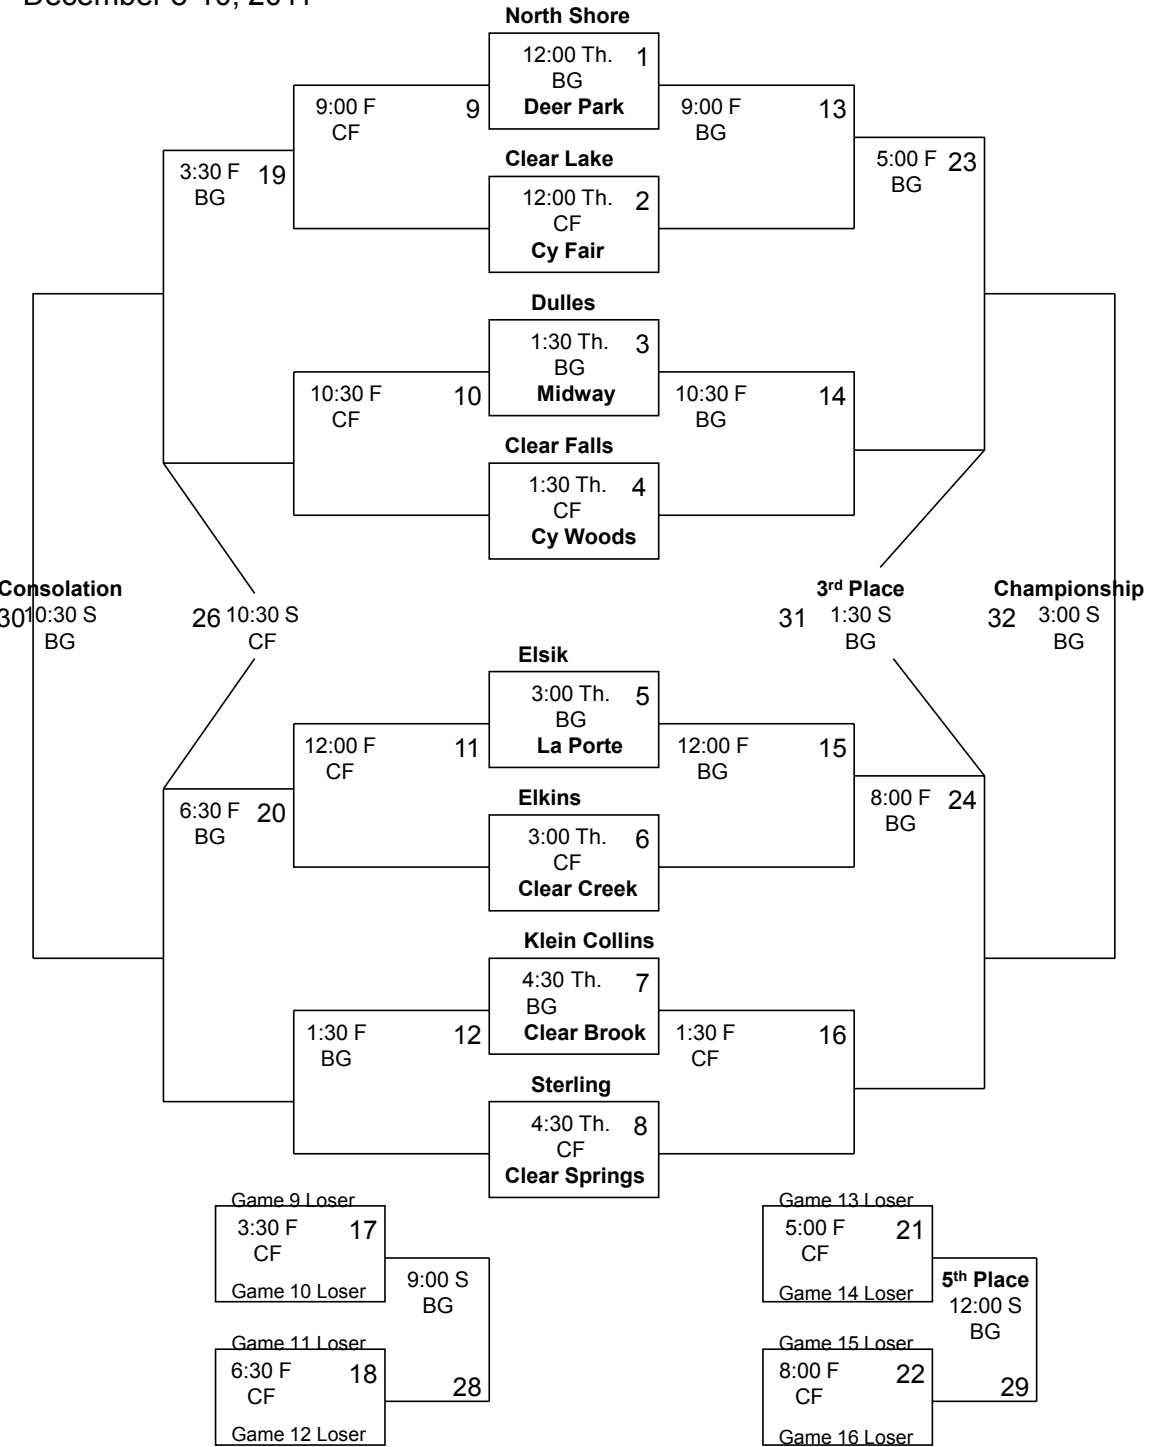 North Shore
12:00 Th. 1
BG
Deer Park
9:00 F 9
CF
9:00 F 13
BG
Clear Lake
12:00 Th. 2
CF
Cy Fair
3:30 F 19
BG
5:00 F 23
BG
Dulles
1:30 Th. 3
BG
Midway
10:30 F 10
CF
10:30 F 14
BG
Clear Falls
1:30 Th. 4
CF
Cy Woods
Consolation
30 10:30 S
BG
26 10:30 S
CF
3rd Place
31 1:30 S
BG
Championship
32 3:00 S
BG
Elsik
3:00 Th. 5
BG
La Porte
12:00 F 11
CF
12:00 F 15
BG
Elkins
3:00 Th. 6
CF
Clear Creek
6:30 F 20
BG
8:00 F 24
BG
Klein Collins
4:30 Th. 7
BG
Clear Brook
1:30 F 12
BG
1:30 F 16
CF
Sterling
4:30 Th. 8
CF
Clear Springs
Game 9 Loser
3:30 F 17
CF
Game 10 Loser
9:00 S
BG
28
Game 11 Loser
6:30 F 18
CF
Game 12 Loser
Game 13 Loser
5:00 F 21
CF
Game 14 Loser
5th Place
12:00 S
BG
29
Game 15 Loser
8:00 F 22
CF
Game 16 Loser